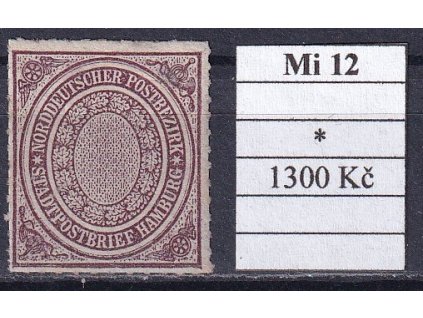 NORDDEUTSCHER POSTBEZIRK
STADTPOSTBRIEF HAMBURG
Mi 12
*
1300 Kč